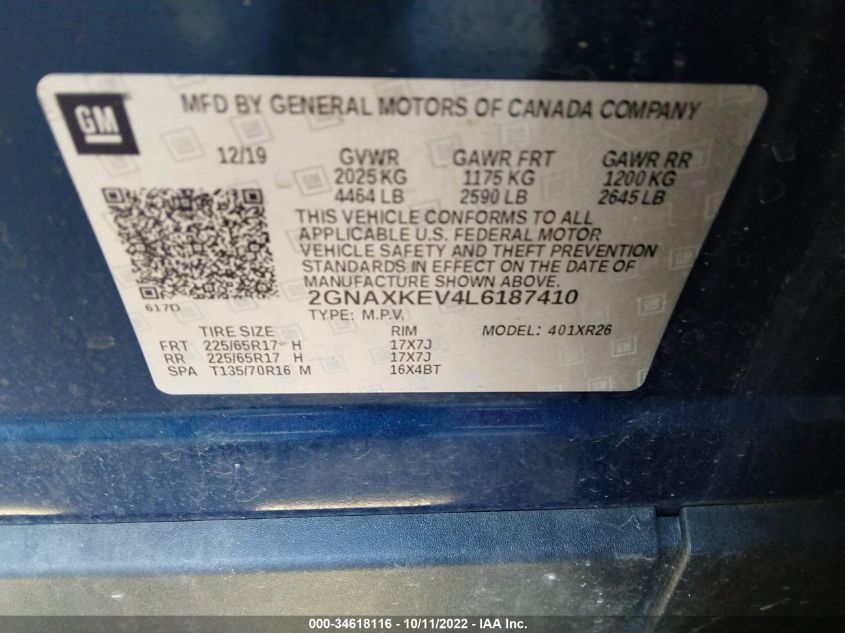 GM
MFD BY GENERAL MOTORS OF CANADA COMPANY
12/19 GVWR GAWR FRT GAWR RR
2025 KG 1175 KG 1200 KG
4464 LB 2590 LB 2645 LB
THIS VEHICLE CONFORMS TO ALL
APPLICABLE U.S. FEDERAL MOTOR
VEHICLE SAFETY AND THEFT PREVENTION
STANDARDS IN EFFECT ON THE DATE OF
MANUFACTURE SHOWN ABOVE.
617D 2GNAXKEV4L6187410
TYPE: M.P.V.
TIRE SIZE RIM MODEL: 401XR26
FRT 225/65R17 H 17X7J
RR 225/65R17 H 17X7J
SPA T135/70R16 M 16X4BT
000-34618116 - 10/11/2022 - IAA Inc.